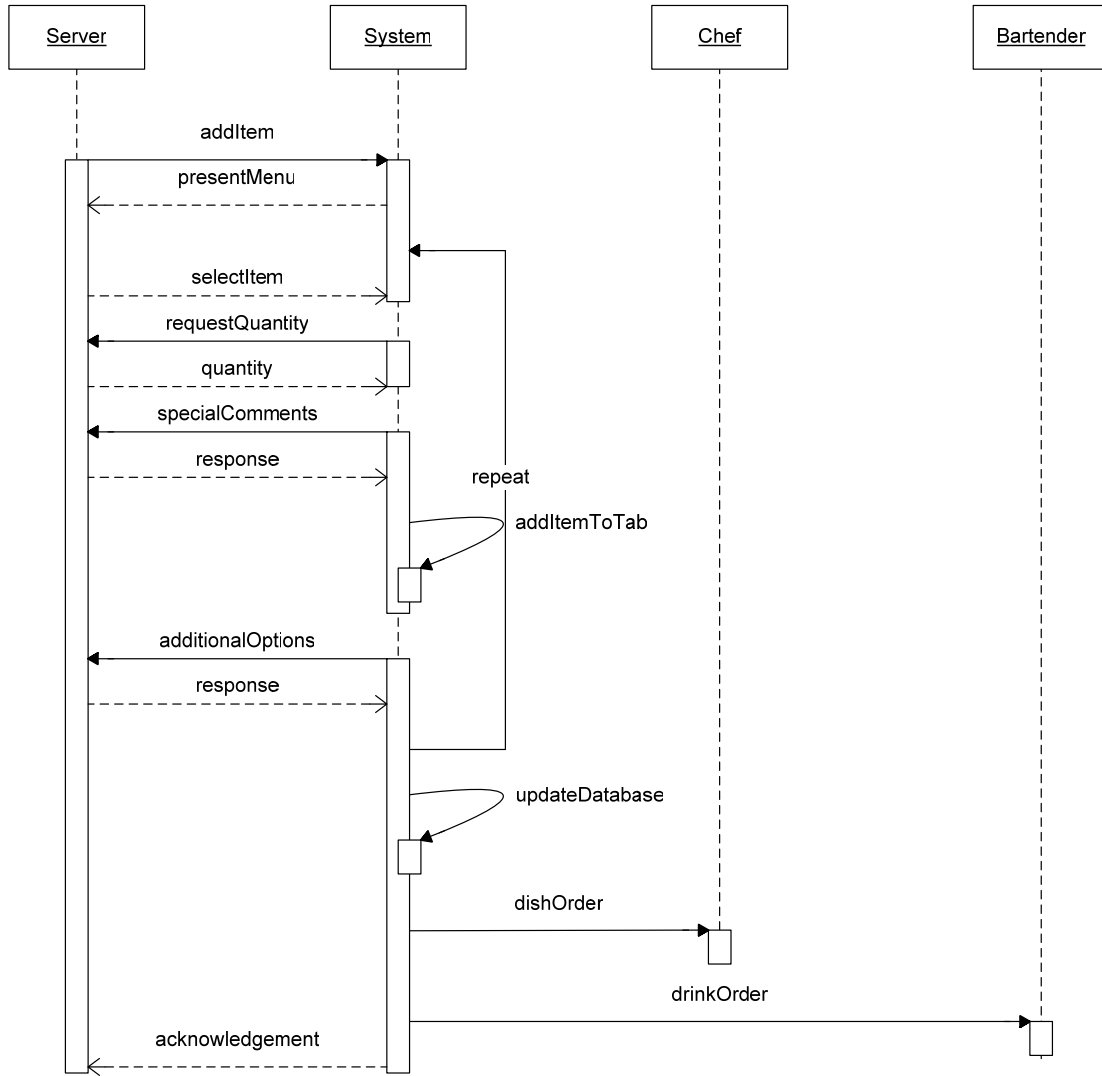 Server
System
Chef
Bartender
addItem
presentMenu
selectItem
requestQuantity
quantity
specialComments
response
repeat
addItemToTab
additionalOptions
response
updateDatabase
dishOrder
drinkOrder
acknowledgement